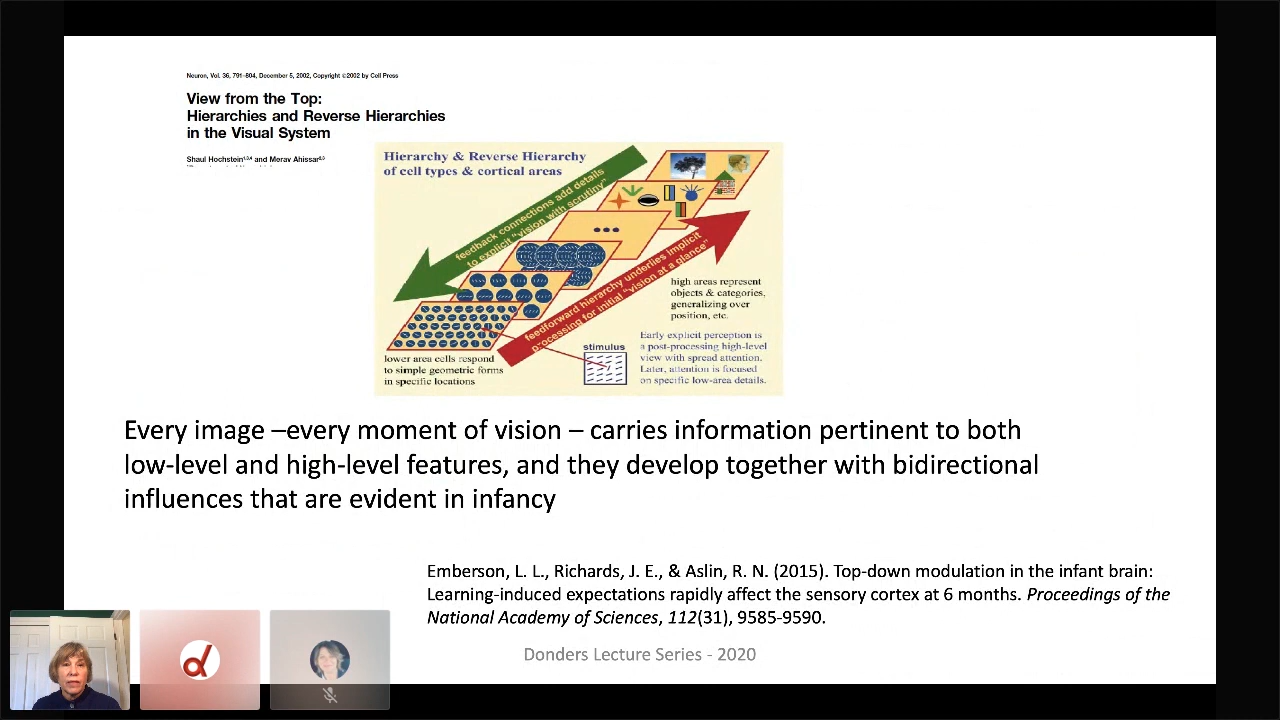 Neuron, Vol. 36, 791–804, December 5, 2002, Copyright ©2002 by Cell Press
View from the Top:
Hierarchies and Reverse Hierarchies
in the Visual System
Shaul Hochstein¹,³,⁴ and Merav Ahissar²,³
Hierarchy & Reverse Hierarchy
of cell types & cortical areas
feedback connections add details
to explicit "vision with scrutiny"
feedforward hierarchy underlies implicit
processing for initial "vision at a glance"
high areas represent
objects & categories,
generalizing over
position, etc.
lower area cells respond
to simple geometric forms
in specific locations
stimulus
Early explicit perception is
a post-processing high-level
view with spread attention.
Later, attention is focused
on specific low-area details.
Every image –every moment of vision – carries information pertinent to both
low-level and high-level features, and they develop together with bidirectional
influences that are evident in infancy
Emberson, L. L., Richards, J. E., & Aslin, R. N. (2015). Top-down modulation in the infant brain:
Learning-induced expectations rapidly affect the sensory cortex at 6 months. Proceedings of the
National Academy of Sciences, 112(31), 9585-9590.
Donders Lecture Series - 2020